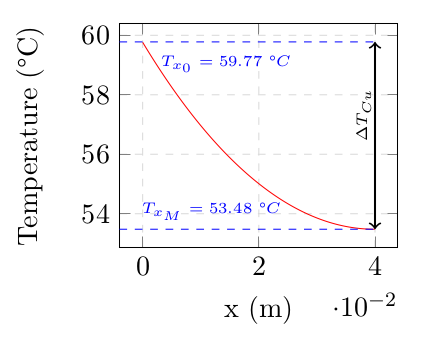 60
58
56
54
Temperature (°C)
T_{x_0} = 59.77 °C
T_{x_M} = 53.48 °C
ΔT_{Cu}
0
2
4
x (m)
·10^{-2}